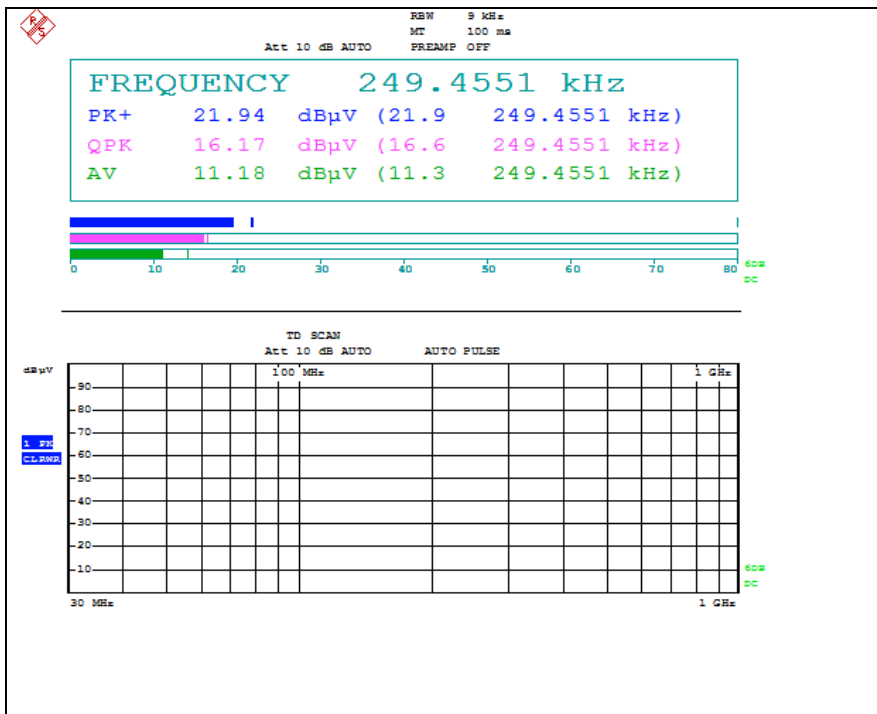 R S
RBW 9 kHz
MT 100 ms
Att 10 dB AUTO PREAMP OFF
FREQUENCY 249.4551 kHz
PK+ 21.94 dBµV (21.9 249.4551 kHz)
QPK 16.17 dBµV (16.6 249.4551 kHz)
AV 11.18 dBµV (11.3 249.4551 kHz)
0 10 20 30 40 50 60 70 80
6DB
DC
TD SCAN
Att 10 dB AUTO AUTO PULSE
dBµV
100 MHz 1 GHz
90
80
70
1 PK
CLRWR
60
50
40
30
20
10
6DB
DC
30 MHz 1 GHz